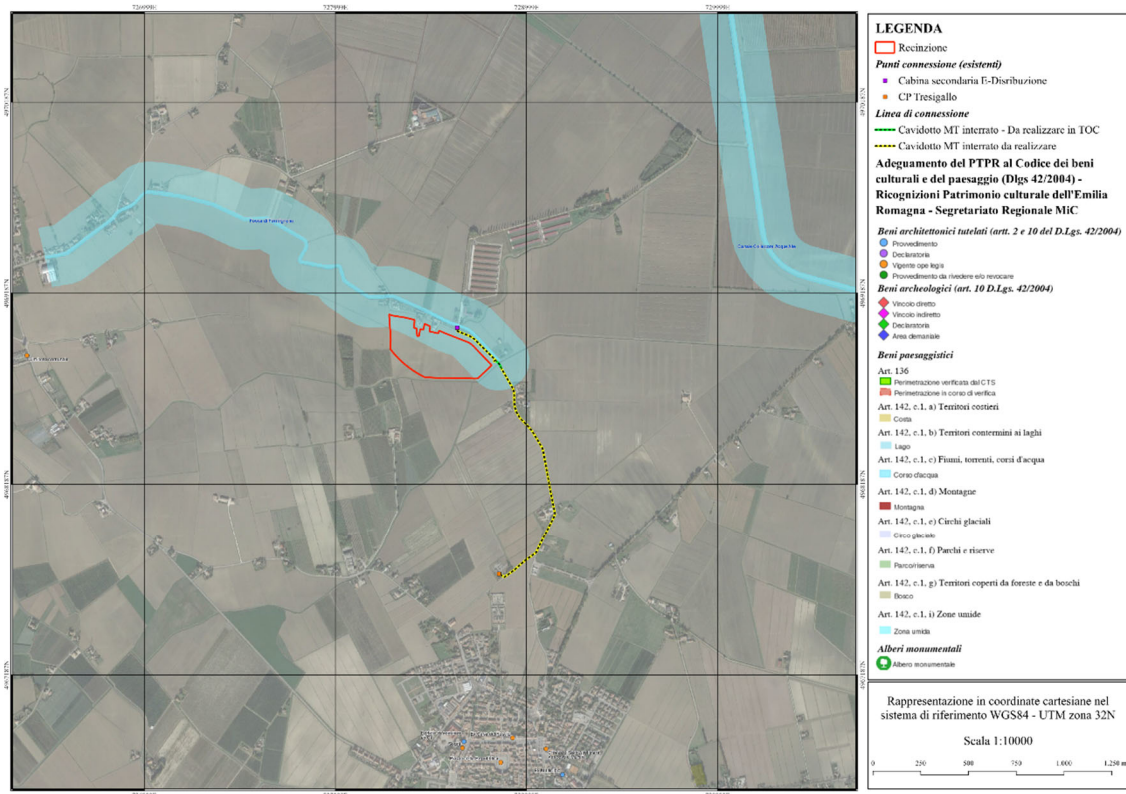 728998N
4969187N
4969187N
4968187N
4968187N
LEGENDA
Recinzione
Punti connessione (esistenti)
Cabina secondaria E-Distribuzione
CP Tresigallo
Linea di connessione
Cavidotto MT interrato - Da realizzare in TOC
Cavidotto MT interrato da realizzare
Adeguamento del PTPR al Codice dei beni
culturali e del paesaggio (Dlgs 42/2004) -
Ricognizioni Patrimonio culturale dell'Emilia
Romagna - Segretariato Regionale MiC
Beni architettonici tutelati (artt. 2 e 10 del D.Lgs. 42/2004)
Provvedimento
Declaratoria
Vigente ope legis
Provvedimento da rivedere e/o revocare
Beni archeologici (art. 10 D.Lgs. 42/2004)
Vincolo diretto
Vincolo indiretto
Declaratoria
Area demaniale
Beni paesaggistici
Art. 136
Perimetrazione verificata dal CTS
Perimetrazione in corso di verifica
Art. 142, c.1, a) Territori costieri
Costa
Art. 142, c.1, b) Territori contermini ai laghi
Lago
Art. 142, c.1, c) Fiumi, torrenti, corsi d'acqua
Corso d'acqua
Art. 142, c.1, d) Montagne
Montagna
Art. 142, c.1, e) Circhi glaciali
Circo glaciale
Art. 142, c.1, f) Parchi e riserve
Parco/riserva
Art. 142, c.1, g) Territori coperti da foreste e da boschi
Bosco
Art. 142, c.1, i) Zone umide
Zona umida
Alberi monumentali
Albero monumentale
Rappresentazione in coordinate cartesiane nel
sistema di riferimento WGS84 - UTM zona 32N
Scala 1:10000
0 250 500 750 1.000 1.250 m